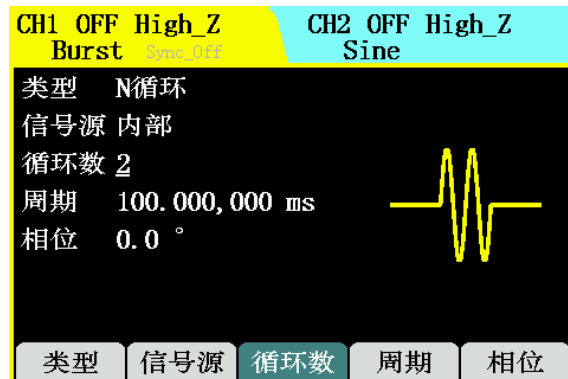 CH1 OFF High_Z CH2 OFF High_Z
Burst Sync_Off Sine
类型 N循环
信号源 内部
循环数 2
周期 100.000,000 ms
相位 0.0 °
类型 信号源 循环数 周期 相位